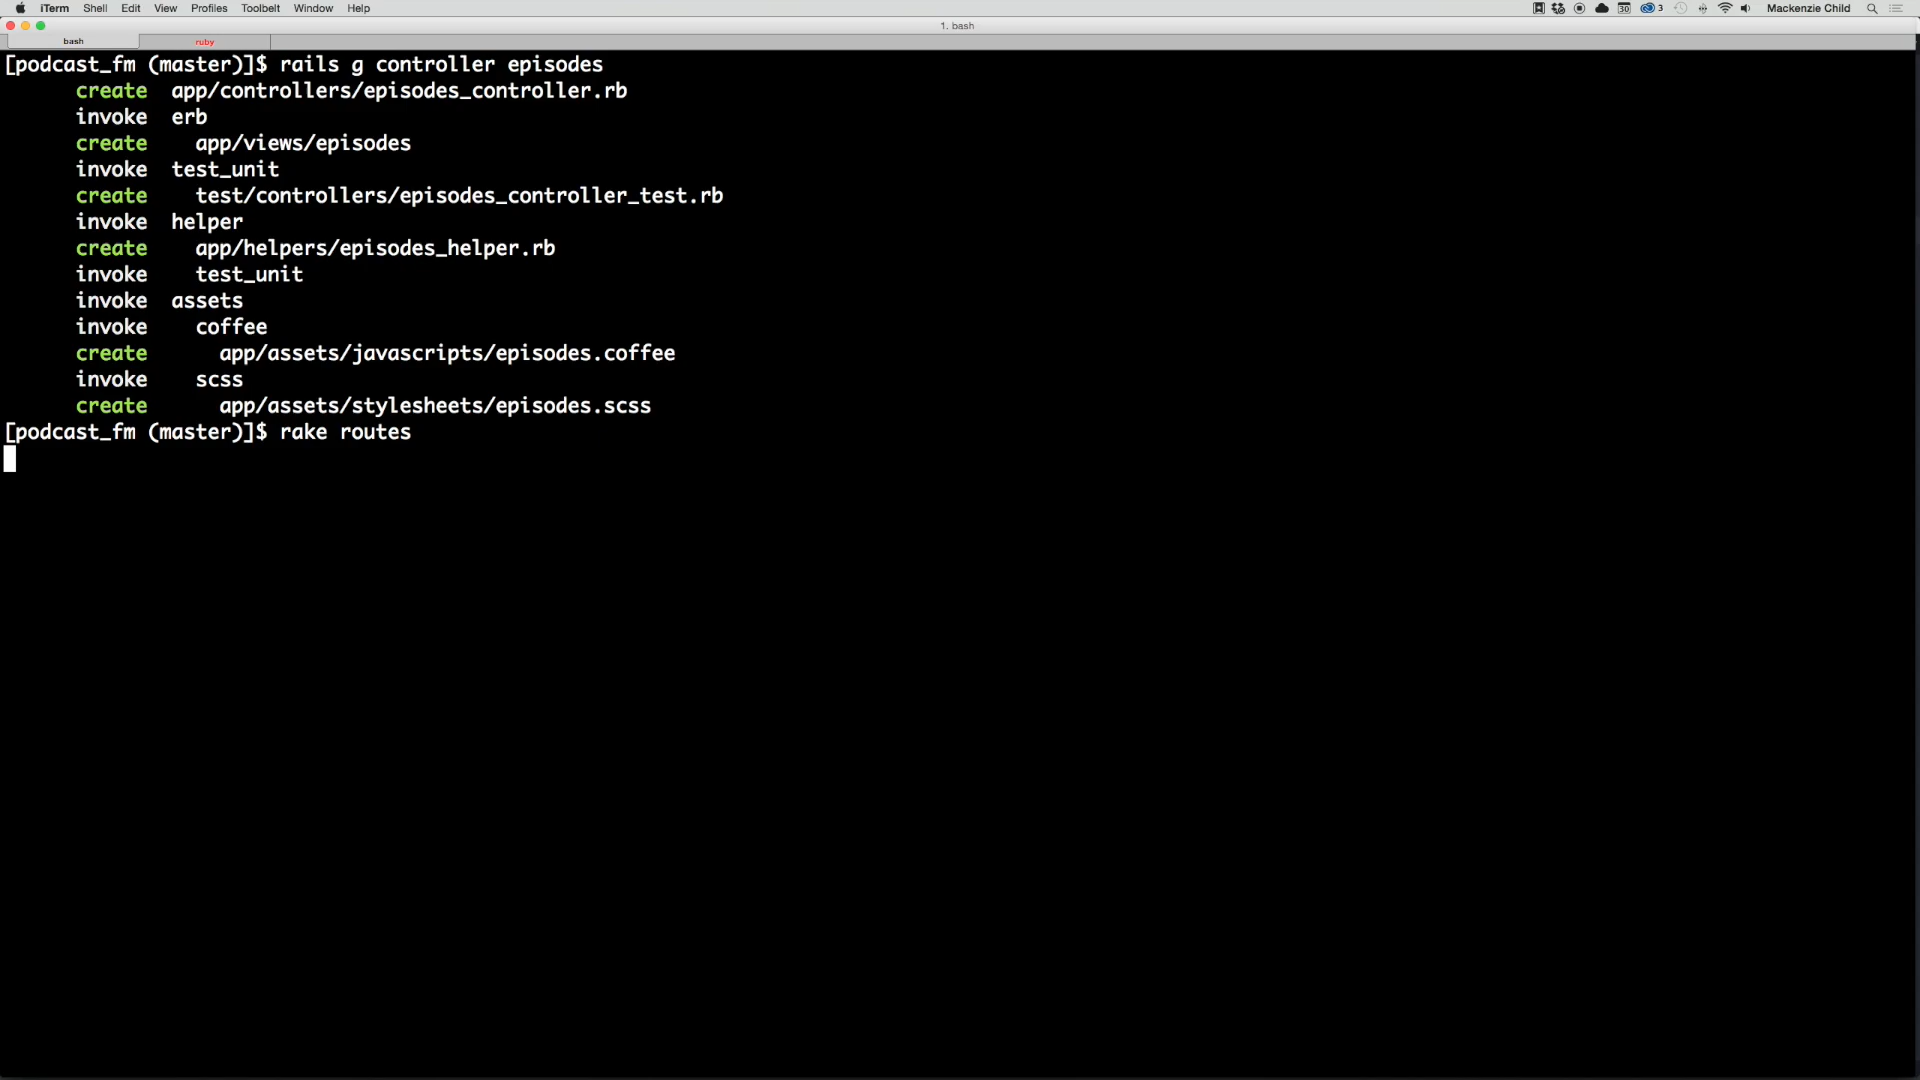 iTerm Shell Edit View Profiles Toolbelt Window Help 30 3 Mackenzie Child
1. bash
bash ruby
[podcast_fm (master)]$ rails g controller episodes
create app/controllers/episodes_controller.rb
invoke erb
create app/views/episodes
invoke test_unit
create test/controllers/episodes_controller_test.rb
invoke helper
create app/helpers/episodes_helper.rb
invoke test_unit
invoke assets
invoke coffee
create app/assets/javascripts/episodes.coffee
invoke scss
create app/assets/stylesheets/episodes.scss
[podcast_fm (master)]$ rake routes